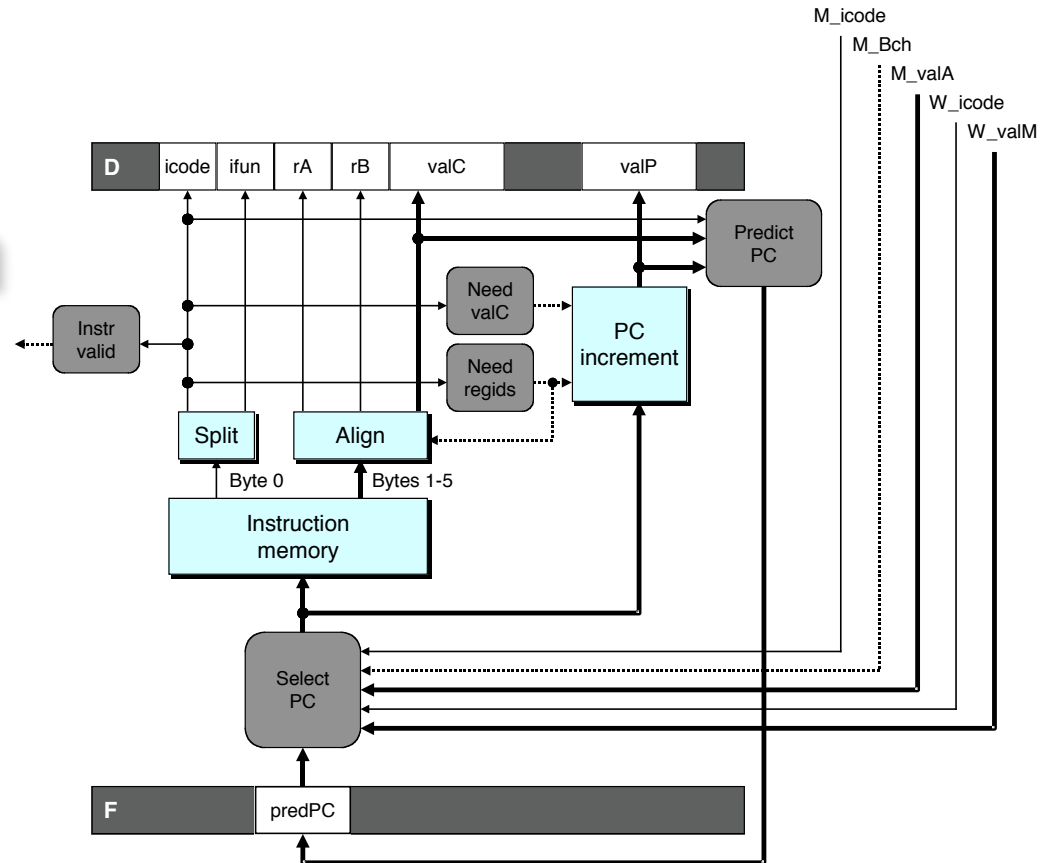 M_icode
M_Bch
M_valA
W_icode
W_valM
D icode ifun rA rB valC valP
Predict
PC
Need
valC
Instr
valid
PC
increment
Need
regids
Split
Align
Byte 0
Bytes 1-5
Instruction
memory
Select
PC
F predPC